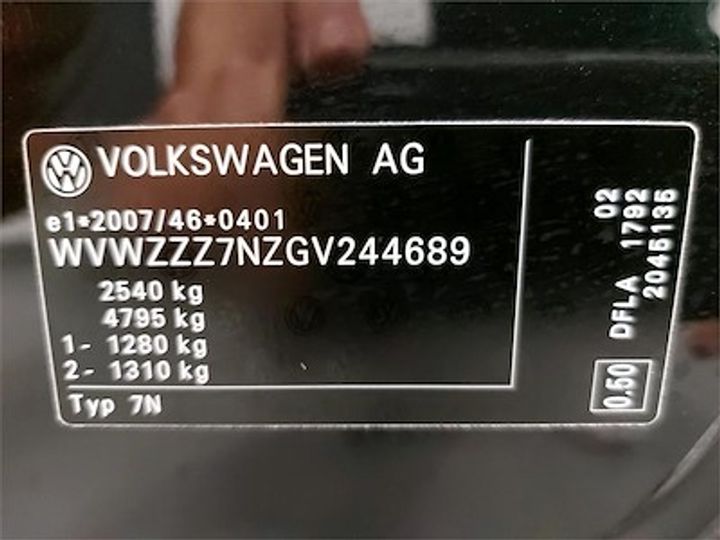 VOLKSWAGEN AG
e1*2007/46*0401
WVWZZZ7NZGV244689
2540 kg
4795 kg
1- 1280 kg
2- 1310 kg
Typ 7N
02
DFLA 1792
2045135
0.50